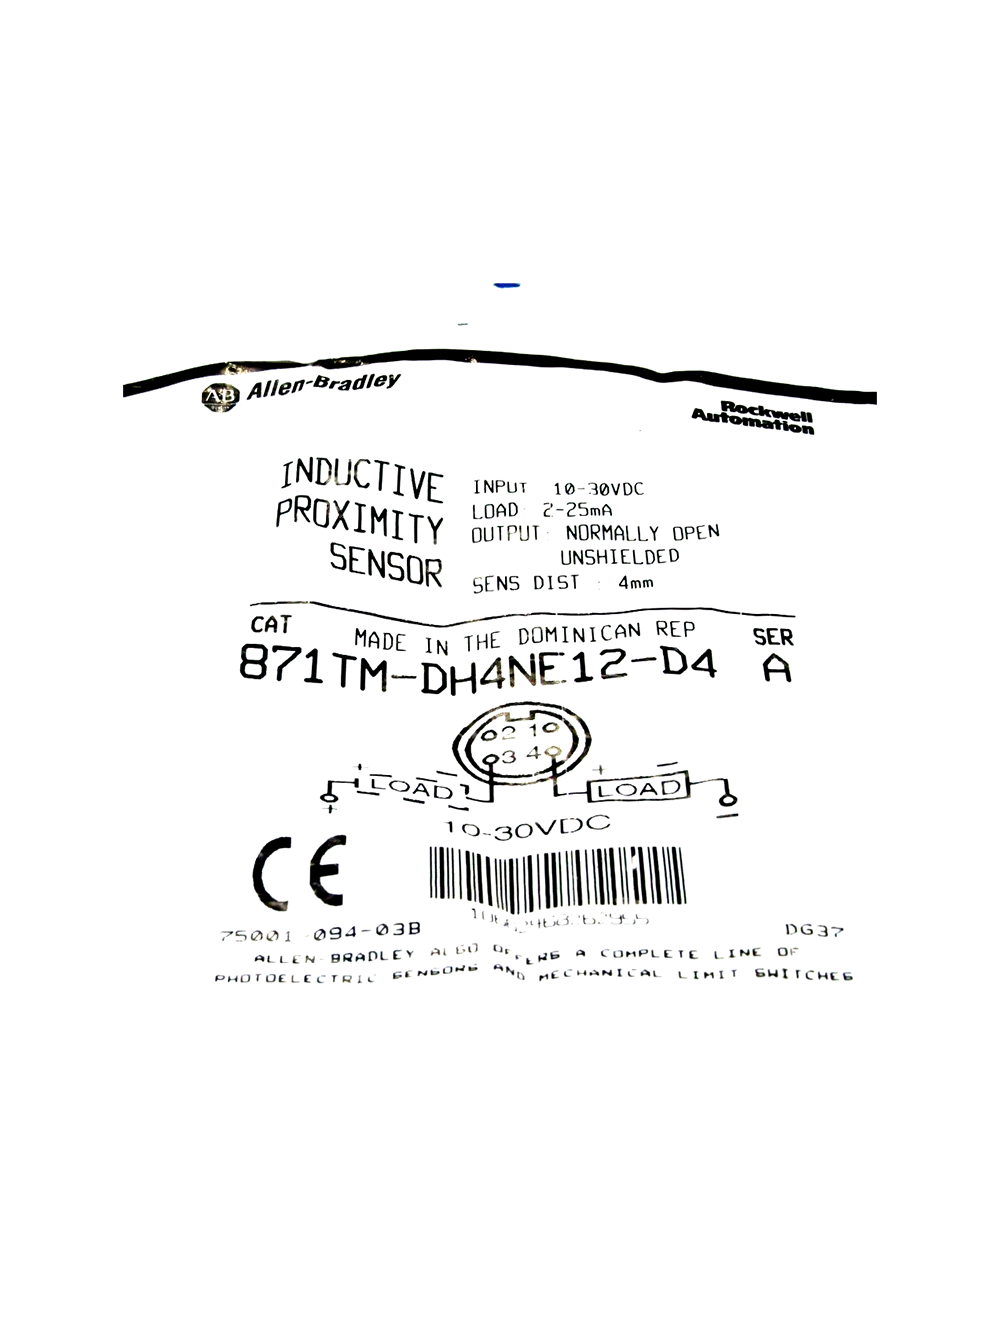 AB Allen-Bradley
Rockwell
Automation
INDUCTIVE
PROXIMITY
SENSOR
INPUT 10-30VDC
LOAD 2-25mA
OUTPUT: NORMALLY OPEN
UNSHIELDED
SENS DIST : 4mm
CAT
MADE IN THE DOMINICAN REP
SER
871TM-DH4NE12-D4 A
2 1
3 4
+ - + -
LOAD LOAD
+ -
10-30VDC
CE
75001-094-03B DG37
ALLEN-BRADLEY ALSO OFFERS A COMPLETE LINE OF
PHOTOELECTRIC SENSORS AND MECHANICAL LIMIT SWITCHES